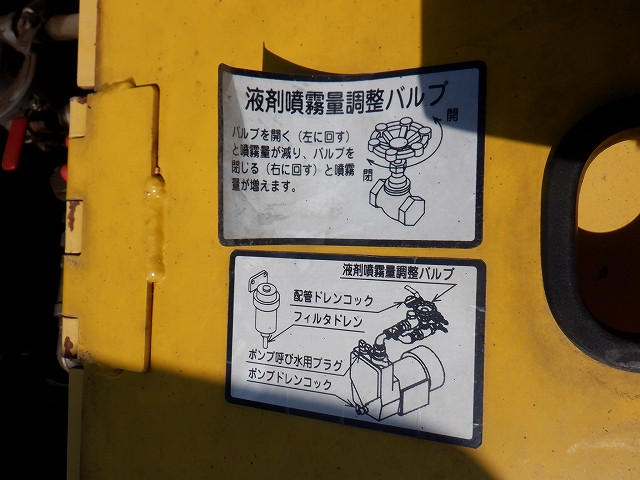 液剤噴霧量調整バルブ
バルブを開く（左に回す）
と噴霧量が減り、バルブを
閉じる（右に回す）と噴霧
量が増えます。
開
閉
液剤噴霧量調整バルブ
配管ドレンコック
フィルタドレン
ポンプ呼び水用プラグ
ポンプドレンコック